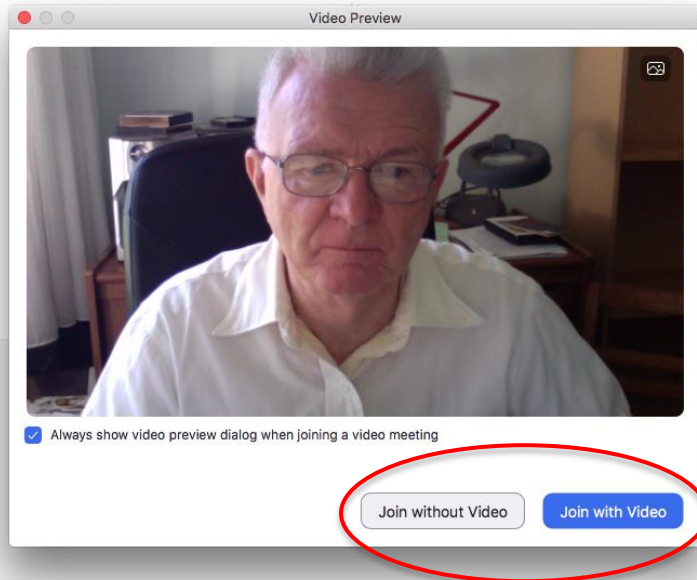 Video Preview
Always show video preview dialog when joining a video meeting
Join without Video
Join with Video